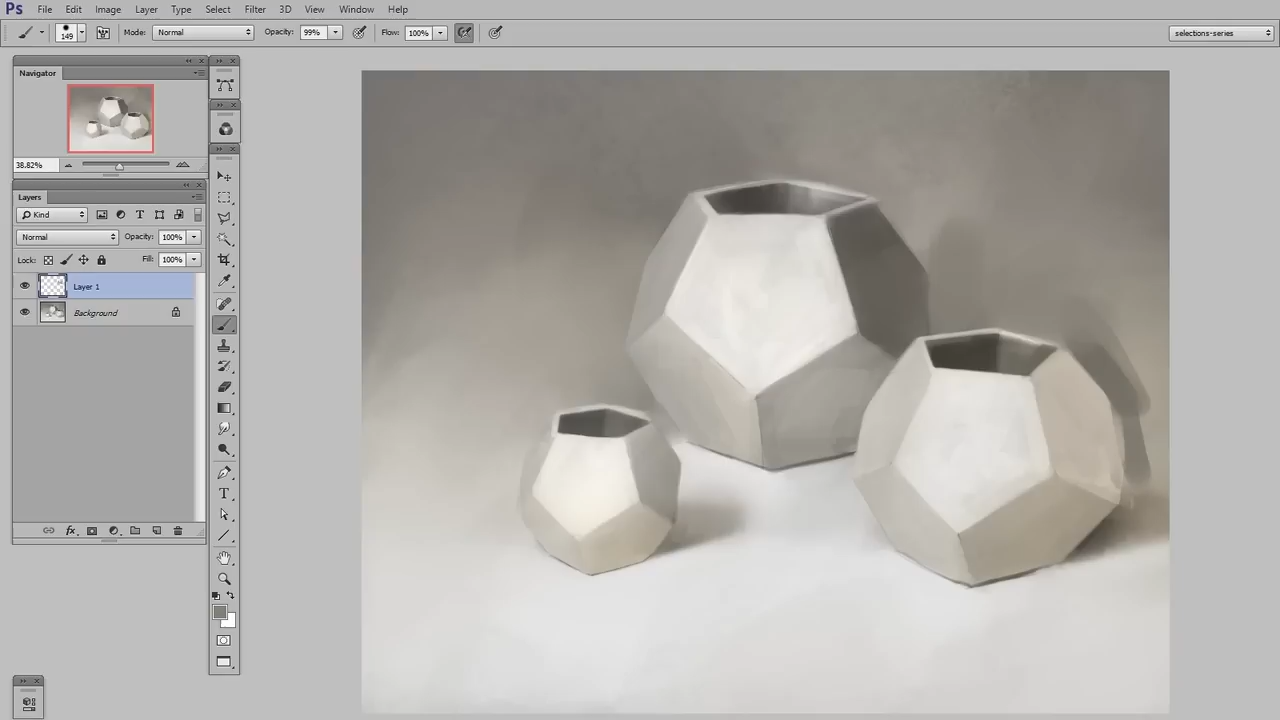 Ps File Edit Image Layer Type Select Filter 3D View Window Help
149 Mode: Normal Opacity: 99% Flow: 100% selections-series
Navigator
38.82%
Layers
Kind T
Normal Opacity: 100%
Lock: Fill: 100%
Layer 1
Background
fx
T